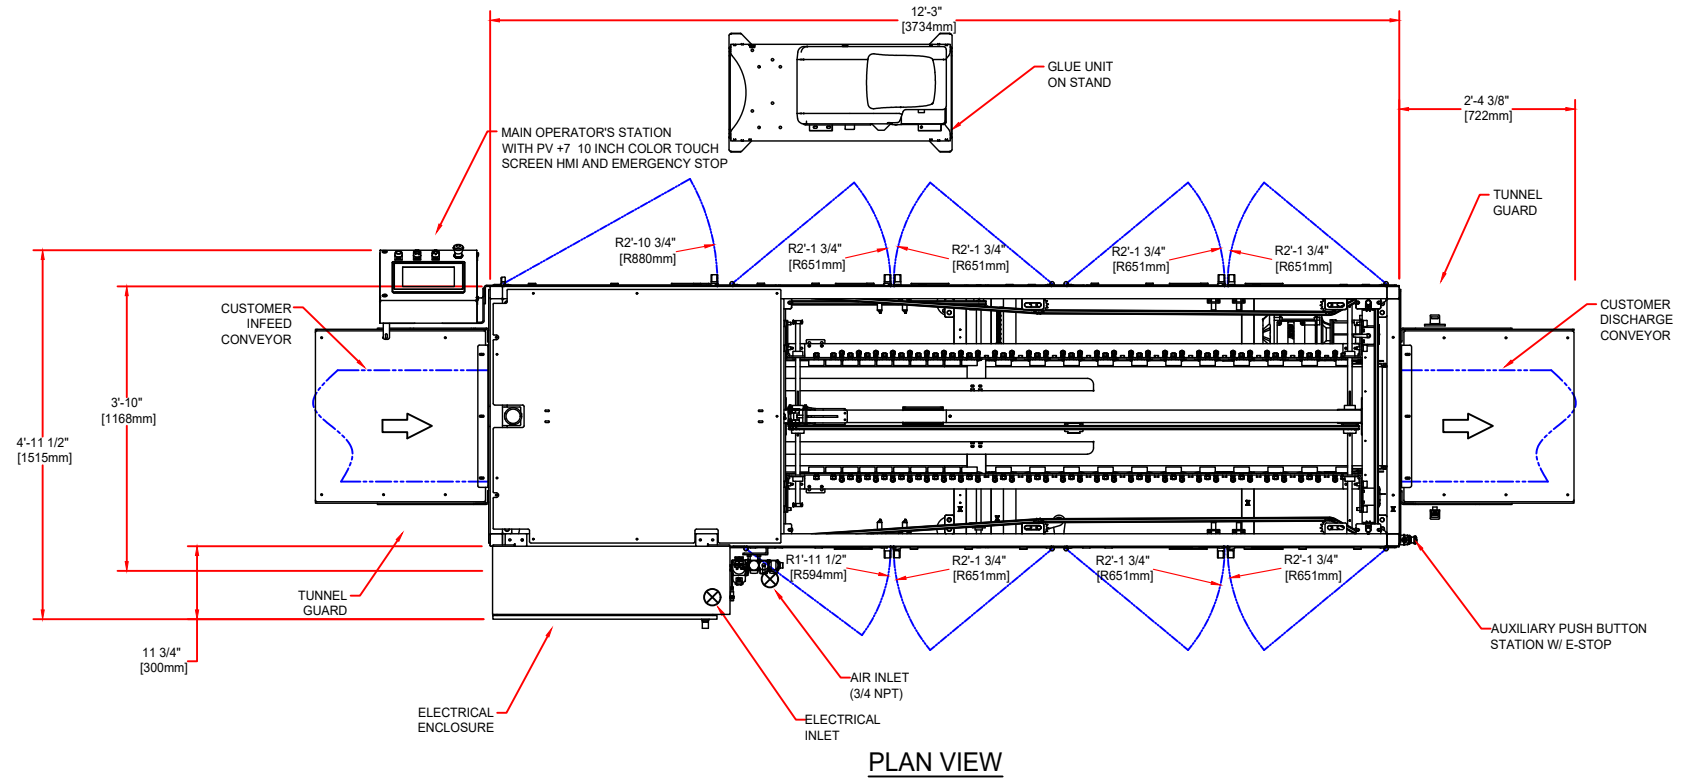 12'-3"
[3734mm]
GLUE UNIT
ON STAND
2'-4 3/8"
[722mm]
MAIN OPERATOR'S STATION
WITH PV +7 10 INCH COLOR TOUCH
SCREEN HMI AND EMERGENCY STOP
TUNNEL
GUARD
R2'-10 3/4"
[R880mm]
R2'-1 3/4"
[R651mm]
R2'-1 3/4"
[R651mm]
R2'-1 3/4"
[R651mm]
R2'-1 3/4"
[R651mm]
CUSTOMER
INFEED
CONVEYOR
CUSTOMER
DISCHARGE
CONVEYOR
3'-10"
[1168mm]
4'-11 1/2"
[1515mm]
R1'-11 1/2"
[R594mm]
R2'-1 3/4"
[R651mm]
R2'-1 3/4"
[R651mm]
R2'-1 3/4"
[R651mm]
TUNNEL
GUARD
11 3/4"
[300mm]
AUXILIARY PUSH BUTTON
STATION W/ E-STOP
AIR INLET
(3/4 NPT)
ELECTRICAL
ENCLOSURE
ELECTRICAL
INLET
PLAN VIEW